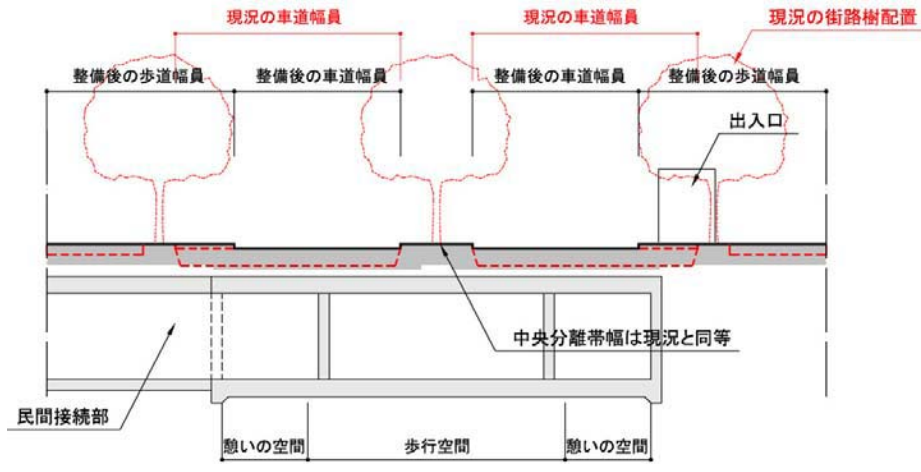 現況の車道幅員
現況の車道幅員
現況の街路樹配置
整備後の歩道幅員
整備後の車道幅員
整備後の車道幅員
整備後の歩道幅員
出入口
中央分離帯幅は現況と同等
民間接続部
憩いの空間
歩行空間
憩いの空間